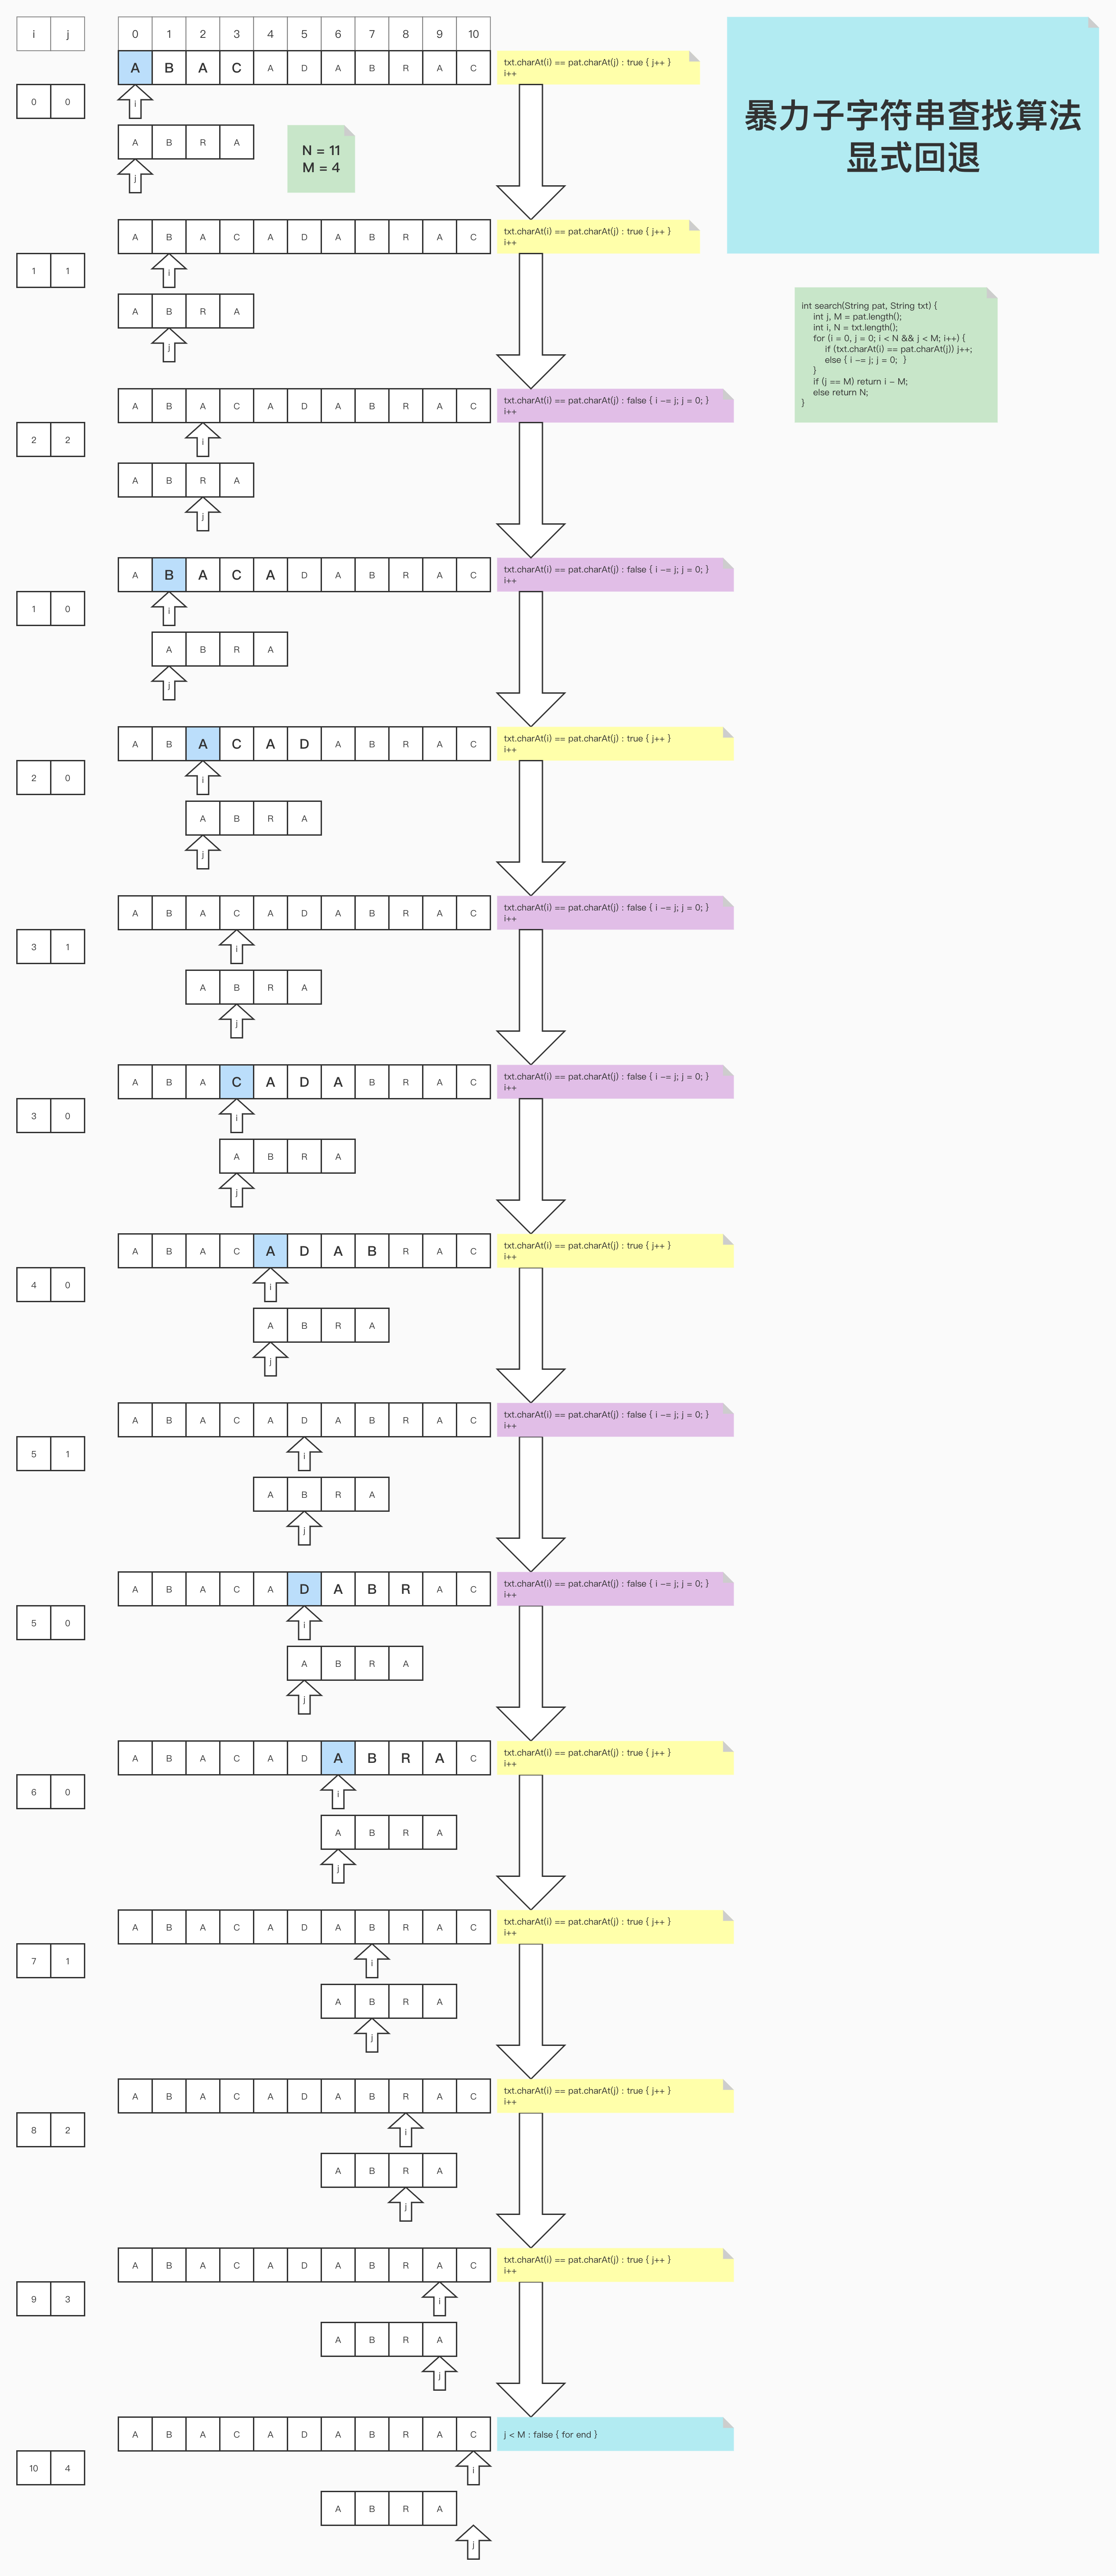 i j
0 1 2 3 4 5 6 7 8 9 10
A B A C A D A B R A C
txt.charAt(i) == pat.charAt(j) : true { j++ }
i++
暴力子字符串查找算法
显式回退
0 0
i
A B R A
j
N = 11
M = 4
A B A C A D A B R A C
txt.charAt(i) == pat.charAt(j) : true { j++ }
i++
1 1
i
A B R A
j
int search(String pat, String txt) {
int j, M = pat.length();
int i, N = txt.length();
for (i = 0, j = 0; i < N && j < M; i++) {
if (txt.charAt(i) == pat.charAt(j)) j++;
else { i -= j; j = 0; }
}
if (j == M) return i - M;
else return N;
}
A B A C A D A B R A C
txt.charAt(i) == pat.charAt(j) : false { i -= j; j = 0; }
i++
2 2
i
A B R A
j
A B A C A D A B R A C
txt.charAt(i) == pat.charAt(j) : false { i -= j; j = 0; }
i++
1 0
i
A B R A
j
A B A C A D A B R A C
txt.charAt(i) == pat.charAt(j) : true { j++ }
i++
2 0
i
A B R A
j
A B A C A D A B R A C
txt.charAt(i) == pat.charAt(j) : false { i -= j; j = 0; }
i++
3 1
i
A B R A
j
A B A C A D A B R A C
txt.charAt(i) == pat.charAt(j) : false { i -= j; j = 0; }
i++
3 0
i
A B R A
j
A B A C A D A B R A C
txt.charAt(i) == pat.charAt(j) : true { j++ }
i++
4 0
i
A B R A
j
A B A C A D A B R A C
txt.charAt(i) == pat.charAt(j) : false { i -= j; j = 0; }
i++
5 1
i
A B R A
j
A B A C A D A B R A C
txt.charAt(i) == pat.charAt(j) : false { i -= j; j = 0; }
i++
5 0
i
A B R A
j
A B A C A D A B R A C
txt.charAt(i) == pat.charAt(j) : true { j++ }
i++
6 0
i
A B R A
j
A B A C A D A B R A C
txt.charAt(i) == pat.charAt(j) : true { j++ }
i++
7 1
i
A B R A
j
A B A C A D A B R A C
txt.charAt(i) == pat.charAt(j) : true { j++ }
i++
8 2
i
A B R A
j
A B A C A D A B R A C
txt.charAt(i) == pat.charAt(j) : true { j++ }
i++
9 3
i
A B R A
j
A B A C A D A B R A C
j < M : false { for end }
10 4
i
A B R A
j